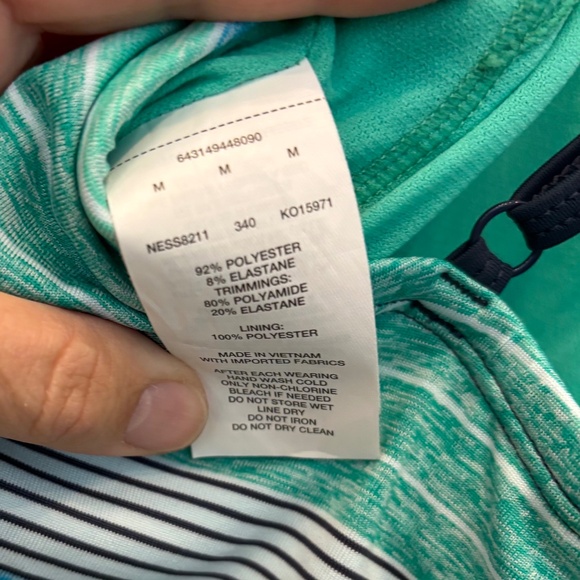 643149448090
M M M
NESS8211 340 KO15971
92% POLYESTER
8% ELASTANE
TRIMMINGS:
80% POLYAMIDE
20% ELASTANE
LINING:
100% POLYESTER
MADE IN VIETNAM
WITH IMPORTED FABRICS
AFTER EACH WEARING
HAND WASH COLD
ONLY NON-CHLORINE
BLEACH IF NEEDED
DO NOT STORE WET
LINE DRY
DO NOT IRON
DO NOT DRY CLEAN